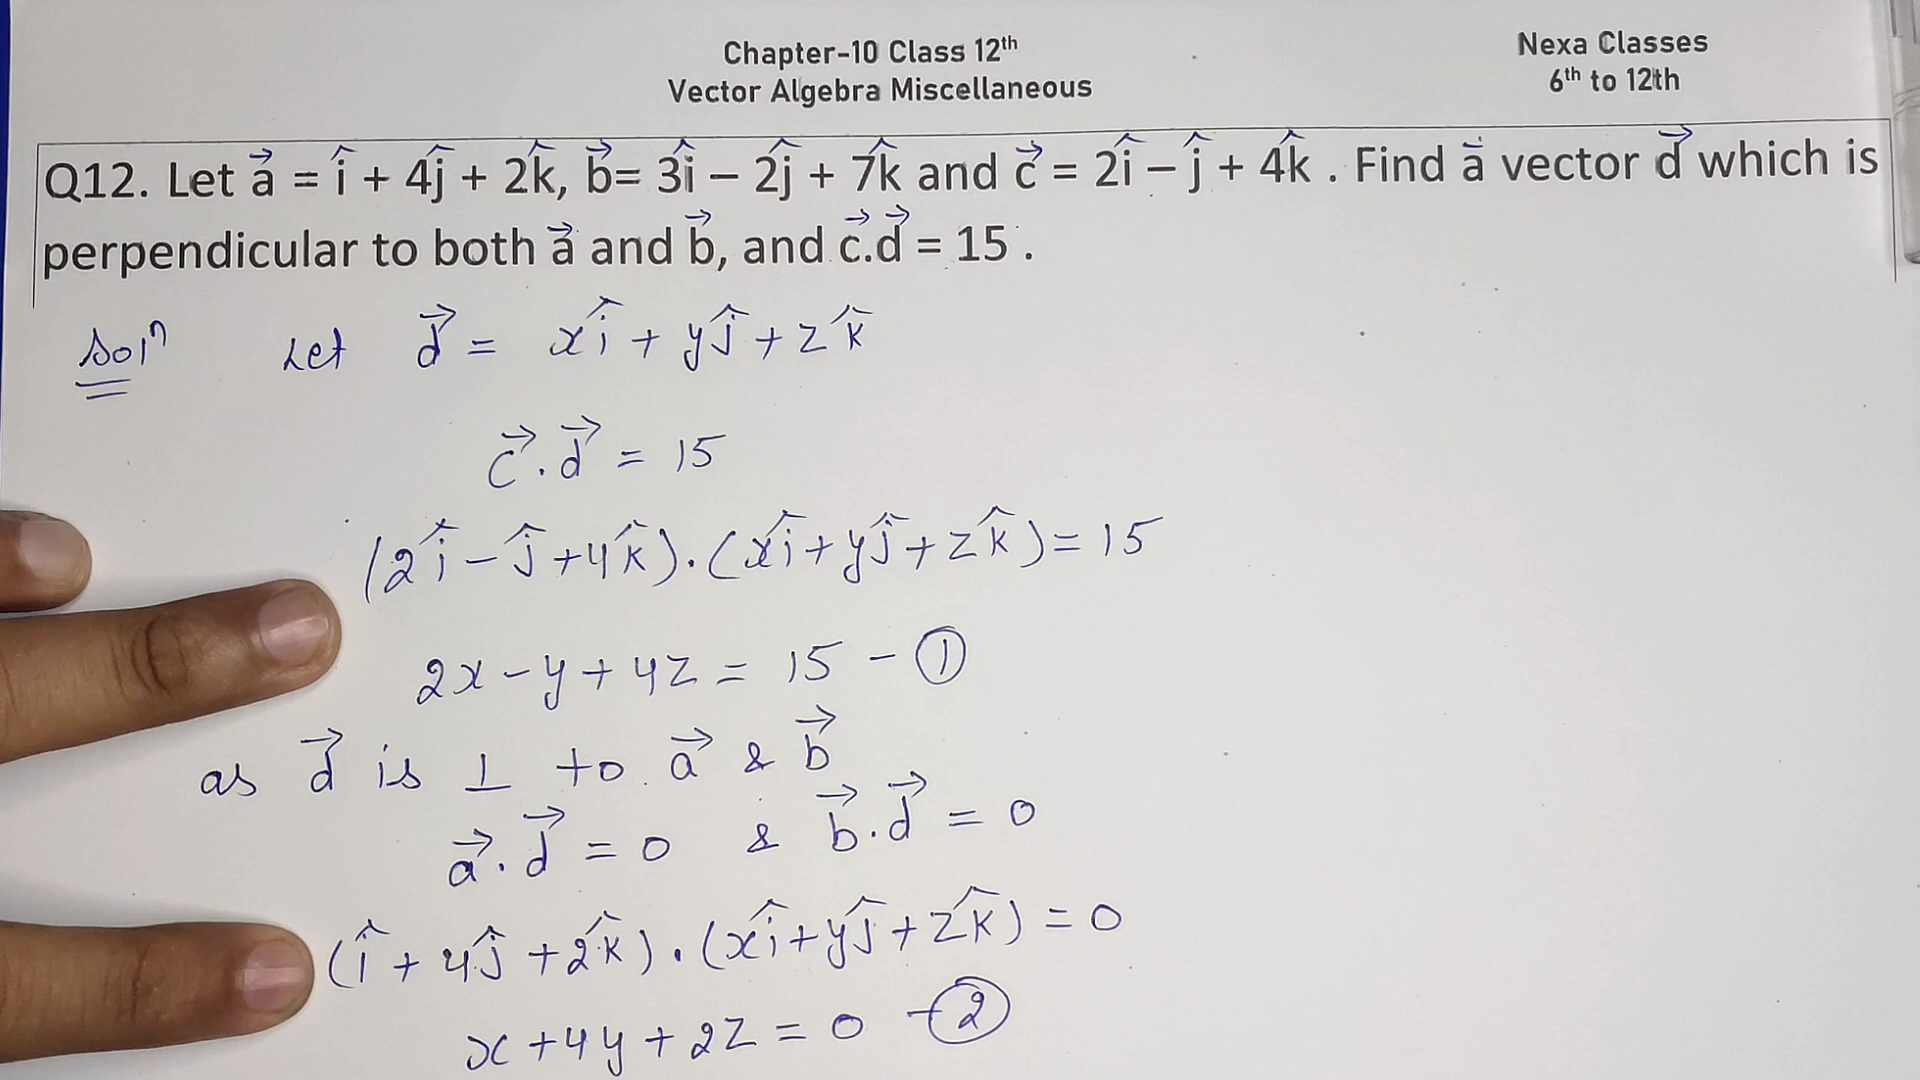 Chapter-10 Class 12th
Vector Algebra Miscellaneous
Nexa Classes
6th to 12th
Q12. Let a⃗ = î + 4ĵ + 2k̂, b⃗= 3î – 2ĵ + 7k̂ and c⃗ = 2î – ĵ + 4k̂ . Find a vector d⃗ which is
perpendicular to both a⃗ and b⃗, and c⃗.d⃗ = 15 .
Solⁿ Let d⃗ = xî + yĵ + zk̂
c⃗.d⃗ = 15
(2î – ĵ + 4k̂).(xî + yĵ + zk̂) = 15
2x – y + 4z = 15 – ①
as d⃗ is ⊥ to a⃗ & b⃗
a⃗.d⃗ = 0 & b⃗.d⃗ = 0
(î + 4ĵ + 2k̂).(xî + yĵ + zk̂) = 0
x + 4y + 2z = 0 – ②